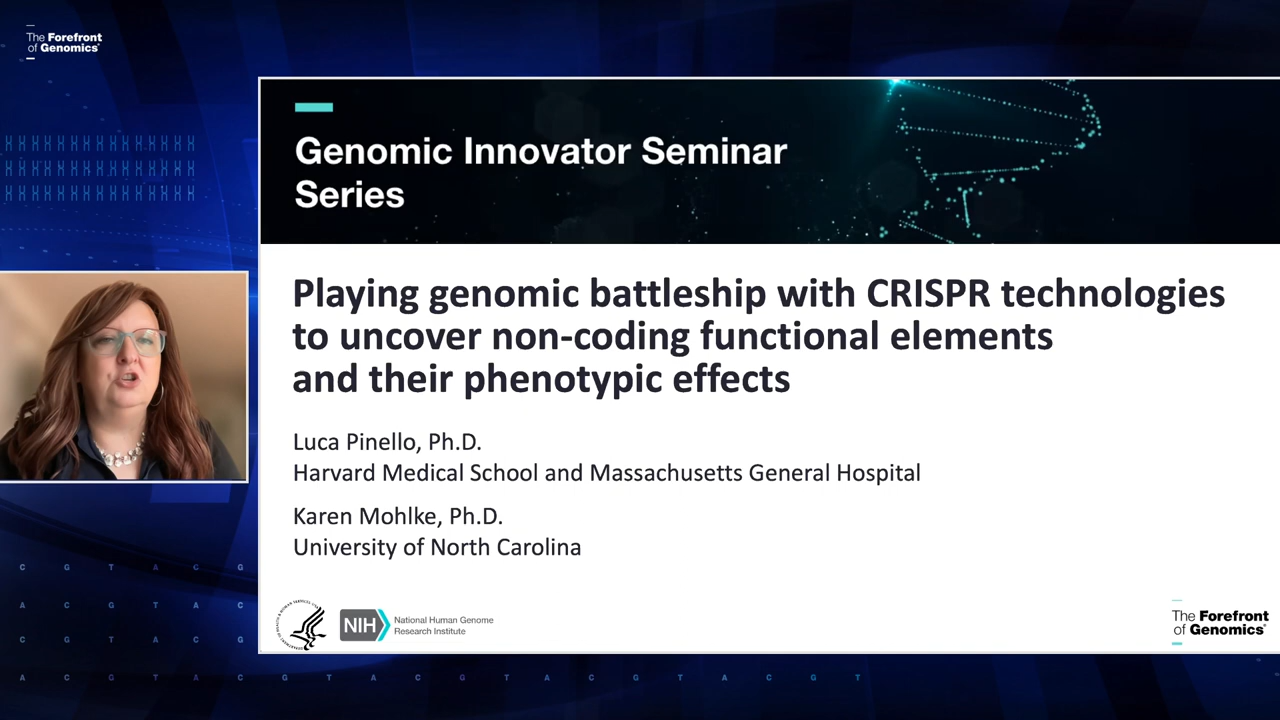 The Forefront
of Genomics®
Genomic Innovator Seminar
Series
Playing genomic battleship with CRISPR technologies
to uncover non-coding functional elements
and their phenotypic effects
Luca Pinello, Ph.D.
Harvard Medical School and Massachusetts General Hospital
Karen Mohlke, Ph.D.
University of North Carolina
NIH
National Human Genome
Research Institute
The Forefront
of Genomics®
C G T A C G
A C G T A C
C G T A C G
A C G T A C G T A C G T A C G T A C G T